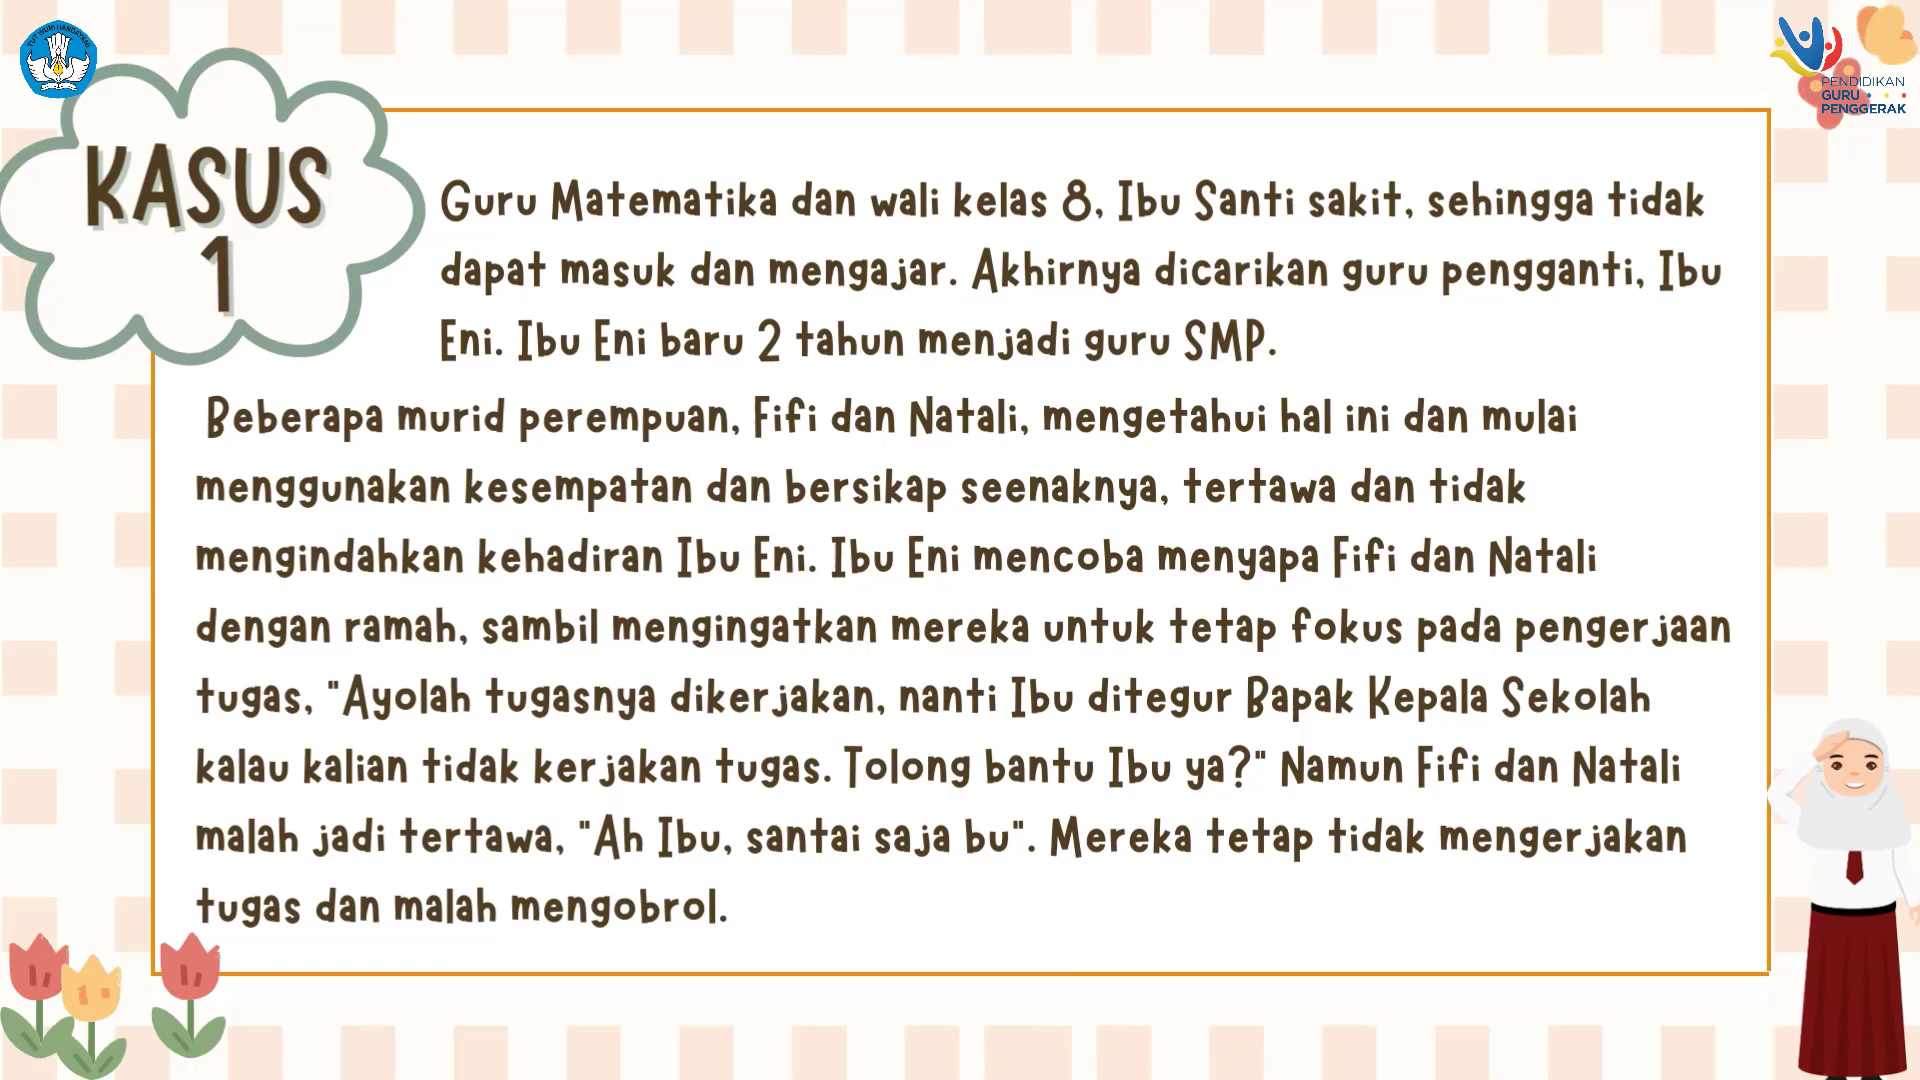 TUT WURI HANDAYANI
PENDIDIKAN
GURU
PENGGERAK
KASUS
1
Guru Matematika dan wali kelas 8, Ibu Santi sakit, sehingga tidak
dapat masuk dan mengajar. Akhirnya dicarikan guru pengganti, Ibu
Eni. Ibu Eni baru 2 tahun menjadi guru SMP.
Beberapa murid perempuan, Fifi dan Natali, mengetahui hal ini dan mulai
menggunakan kesempatan dan bersikap seenaknya, tertawa dan tidak
mengindahkan kehadiran Ibu Eni. Ibu Eni mencoba menyapa Fifi dan Natali
dengan ramah, sambil mengingatkan mereka untuk tetap fokus pada pengerjaan
tugas, "Ayolah tugasnya dikerjakan, nanti Ibu ditegur Bapak Kepala Sekolah
kalau kalian tidak kerjakan tugas. Tolong bantu Ibu ya?" Namun Fifi dan Natali
malah jadi tertawa, "Ah Ibu, santai saja bu". Mereka tetap tidak mengerjakan
tugas dan malah mengobrol.